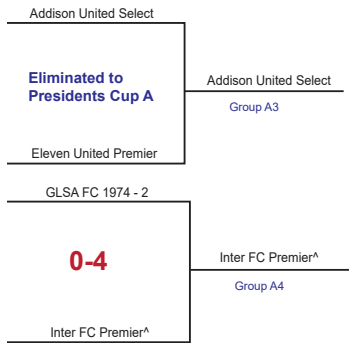 Addison United Select
Eliminated to
Presidents Cup A
Addison United Select
Group A3
Eleven United Premier
GLSA FC 1974 - 2
0-4
Inter FC Premier^
Group A4
Inter FC Premier^